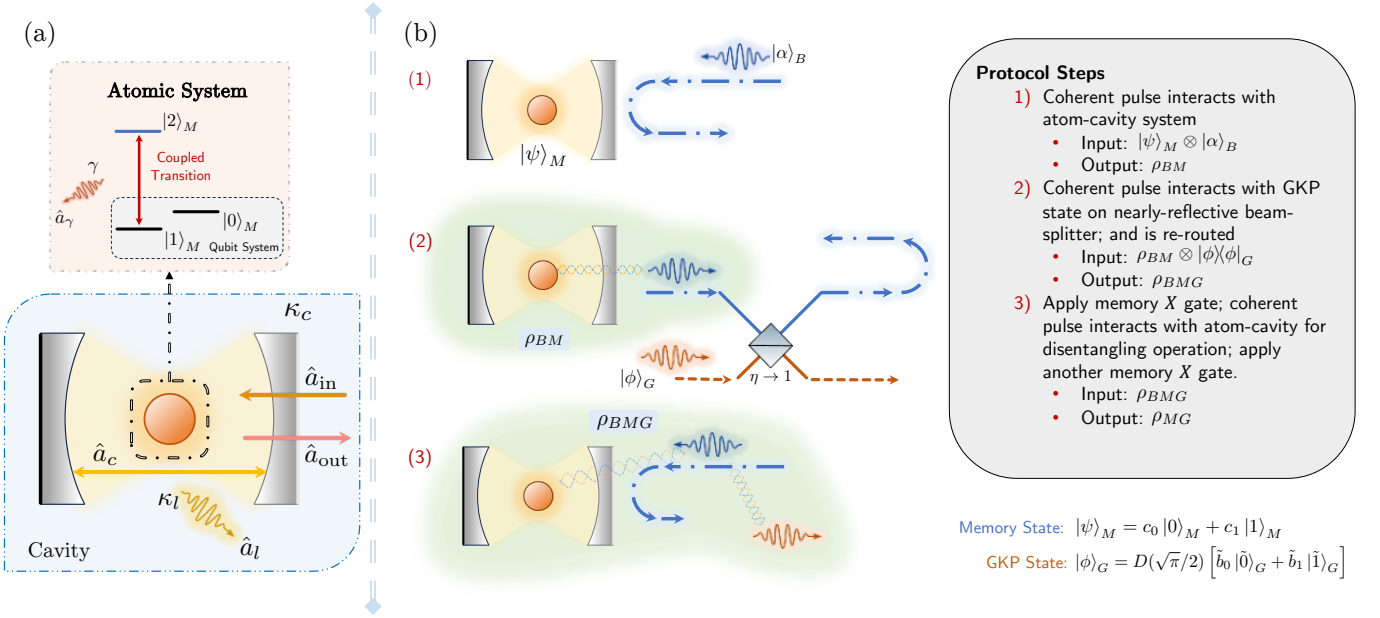 (a)
Atomic System
|2⟩_M
Coupled
Transition
γ
â_γ
|0⟩_M
|1⟩_M
Qubit System
κ_c
â_in
â_out
â_c
κ_l
â_l
Cavity
(b)
(1)
|α⟩_B
|ψ⟩_M
(2)
ρ_BM
|ϕ⟩_G
η → 1
(3)
ρ_BMG
Protocol Steps
1) Coherent pulse interacts with
atom-cavity system
• Input: |ψ⟩_M ⊗ |α⟩_B
• Output: ρ_BM
2) Coherent pulse interacts with GKP
state on nearly-reflective beam-
splitter; and is re-routed
• Input: ρ_BM ⊗ |ϕ⟩⟨ϕ|_G
• Output: ρ_BMG
3) Apply memory X gate; coherent
pulse interacts with atom-cavity for
disentangling operation; apply
another memory X gate.
• Input: ρ_BMG
• Output: ρ_MG
Memory State: |ψ⟩_M = c_0 |0⟩_M + c_1 |1⟩_M
GKP State: |ϕ⟩_G = D(√π/2) [b̃_0 |0̃⟩_G + b̃_1 |1̃⟩_G]